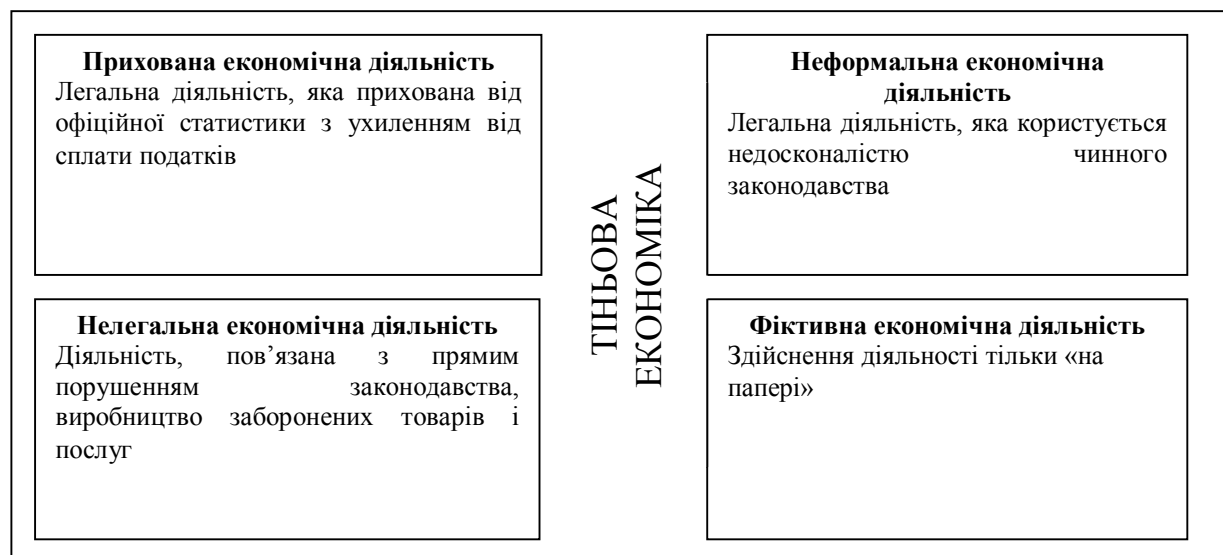 Прихована економічна діяльність
Легальна діяльність, яка прихована від
офіційної статистики з ухиленням від
сплати податків
Неформальна економічна
діяльність
Легальна діяльність, яка користується
недосконалістю чинного
законодавства
ТІНЬОВА
ЕКОНОМІКА
Нелегальна економічна діяльність
Діяльність, пов’язана з прямим
порушенням законодавства,
виробництво заборонених товарів і
послуг
Фіктивна економічна діяльність
Здійснення діяльності тільки «на
папері»